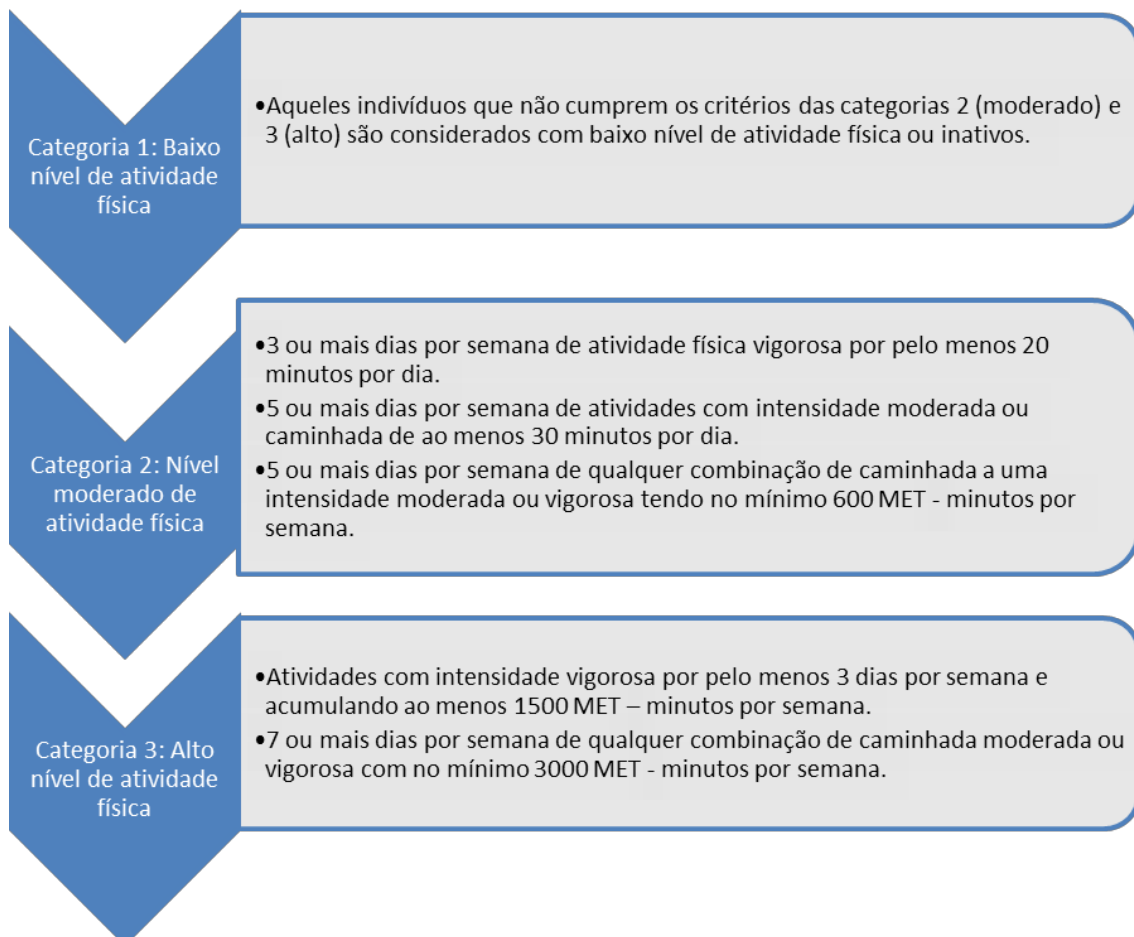 Categoria 1: Baixo
nível de atividade
física
•Aqueles indivíduos que não cumprem os critérios das categorias 2 (moderado) e
3 (alto) são considerados com baixo nível de atividade física ou inativos.
Categoria 2: Nível
moderado de
atividade física
•3 ou mais dias por semana de atividade física vigorosa por pelo menos 20
minutos por dia.
•5 ou mais dias por semana de atividades com intensidade moderada ou
caminhada de ao menos 30 minutos por dia.
•5 ou mais dias por semana de qualquer combinação de caminhada a uma
intensidade moderada ou vigorosa tendo no mínimo 600 MET - minutos por
semana.
Categoria 3: Alto
nível de atividade
física
•Atividades com intensidade vigorosa por pelo menos 3 dias por semana e
acumulando ao menos 1500 MET – minutos por semana.
•7 ou mais dias por semana de qualquer combinação de caminhada moderada ou
vigorosa com no mínimo 3000 MET - minutos por semana.